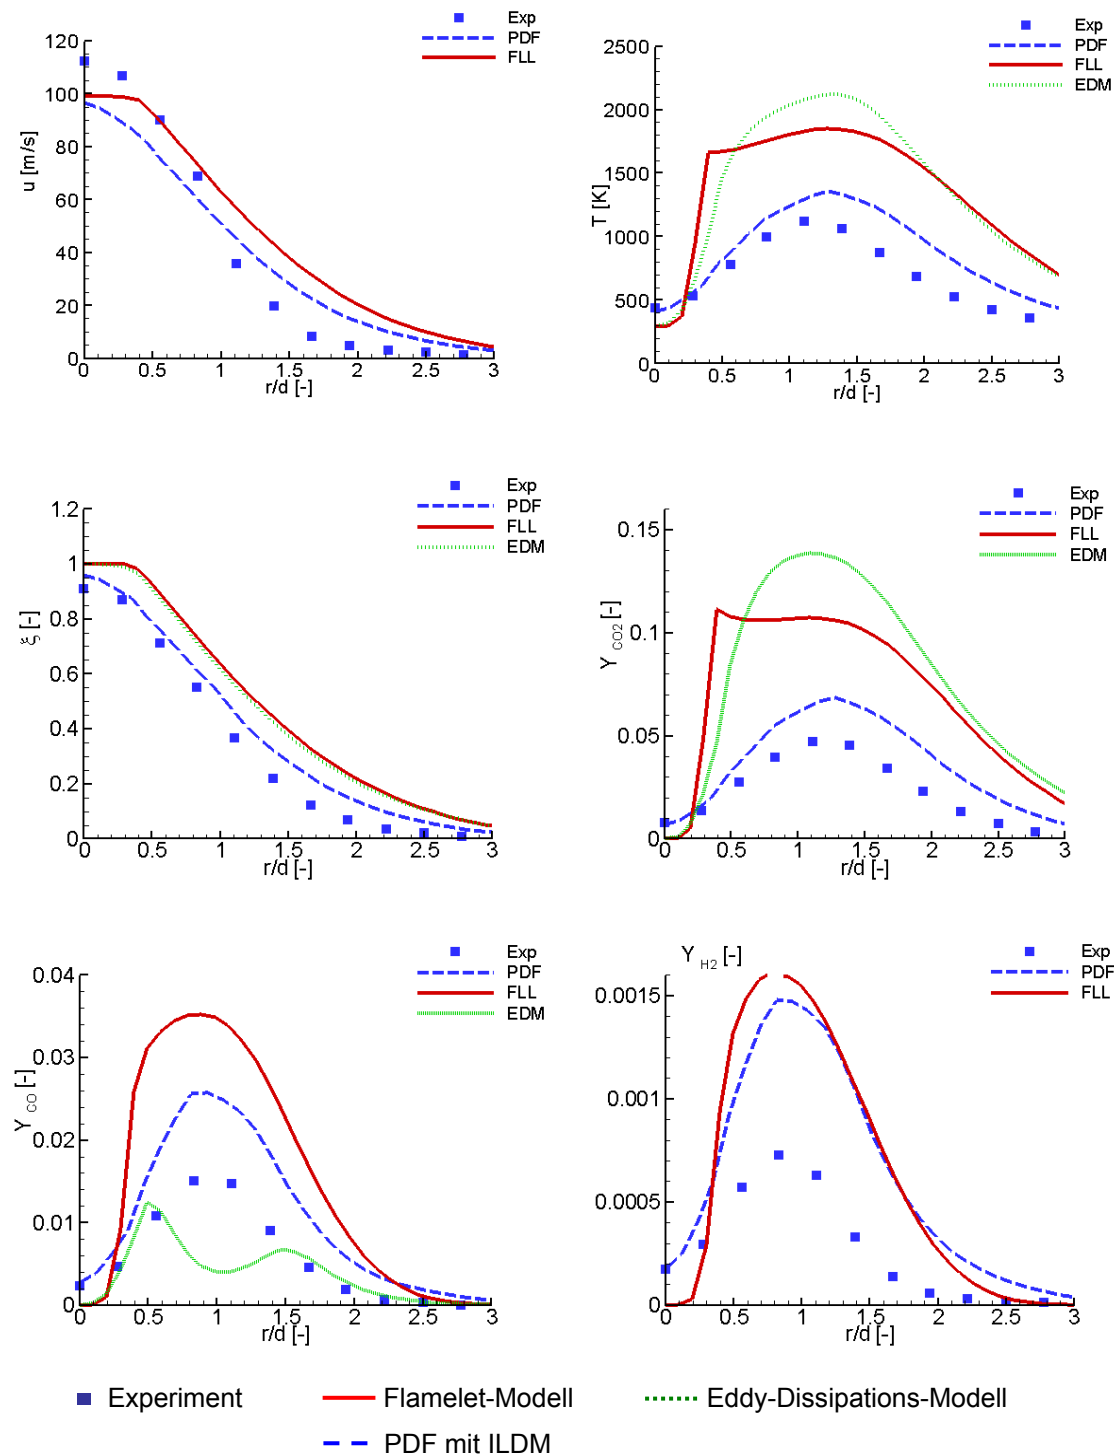 Exp
PDF
FLL
120
100
80
60
40
20
0
u [m/s]
0
0.5
1
1.5
2
2.5
3
r/d [-]
Exp
PDF
FLL
EDM
2500
2000
1500
1000
500
0
T [K]
0
0.5
1
1.5
2
2.5
3
r/d [-]
Exp
PDF
FLL
EDM
1.2
1
0.8
0.6
0.4
0.2
0
ξ [-]
0
0.5
1
1.5
2
2.5
3
r/d [-]
Exp
PDF
FLL
EDM
0.15
0.1
0.05
0
Y CO2 [-]
0
0.5
1
1.5
2
2.5
3
r/d [-]
Exp
PDF
FLL
EDM
0.04
0.03
0.02
0.01
0
Y CO [-]
0
0.5
1
1.5
2
2.5
3
r/d [-]
Y H2 [-]
Exp
PDF
FLL
0.0015
0.001
0.0005
0
0
0.5
1
1.5
2
2.5
3
r/d [-]
Experiment
Flamelet-Modell
Eddy-Dissipations-Modell
PDF mit ILDM